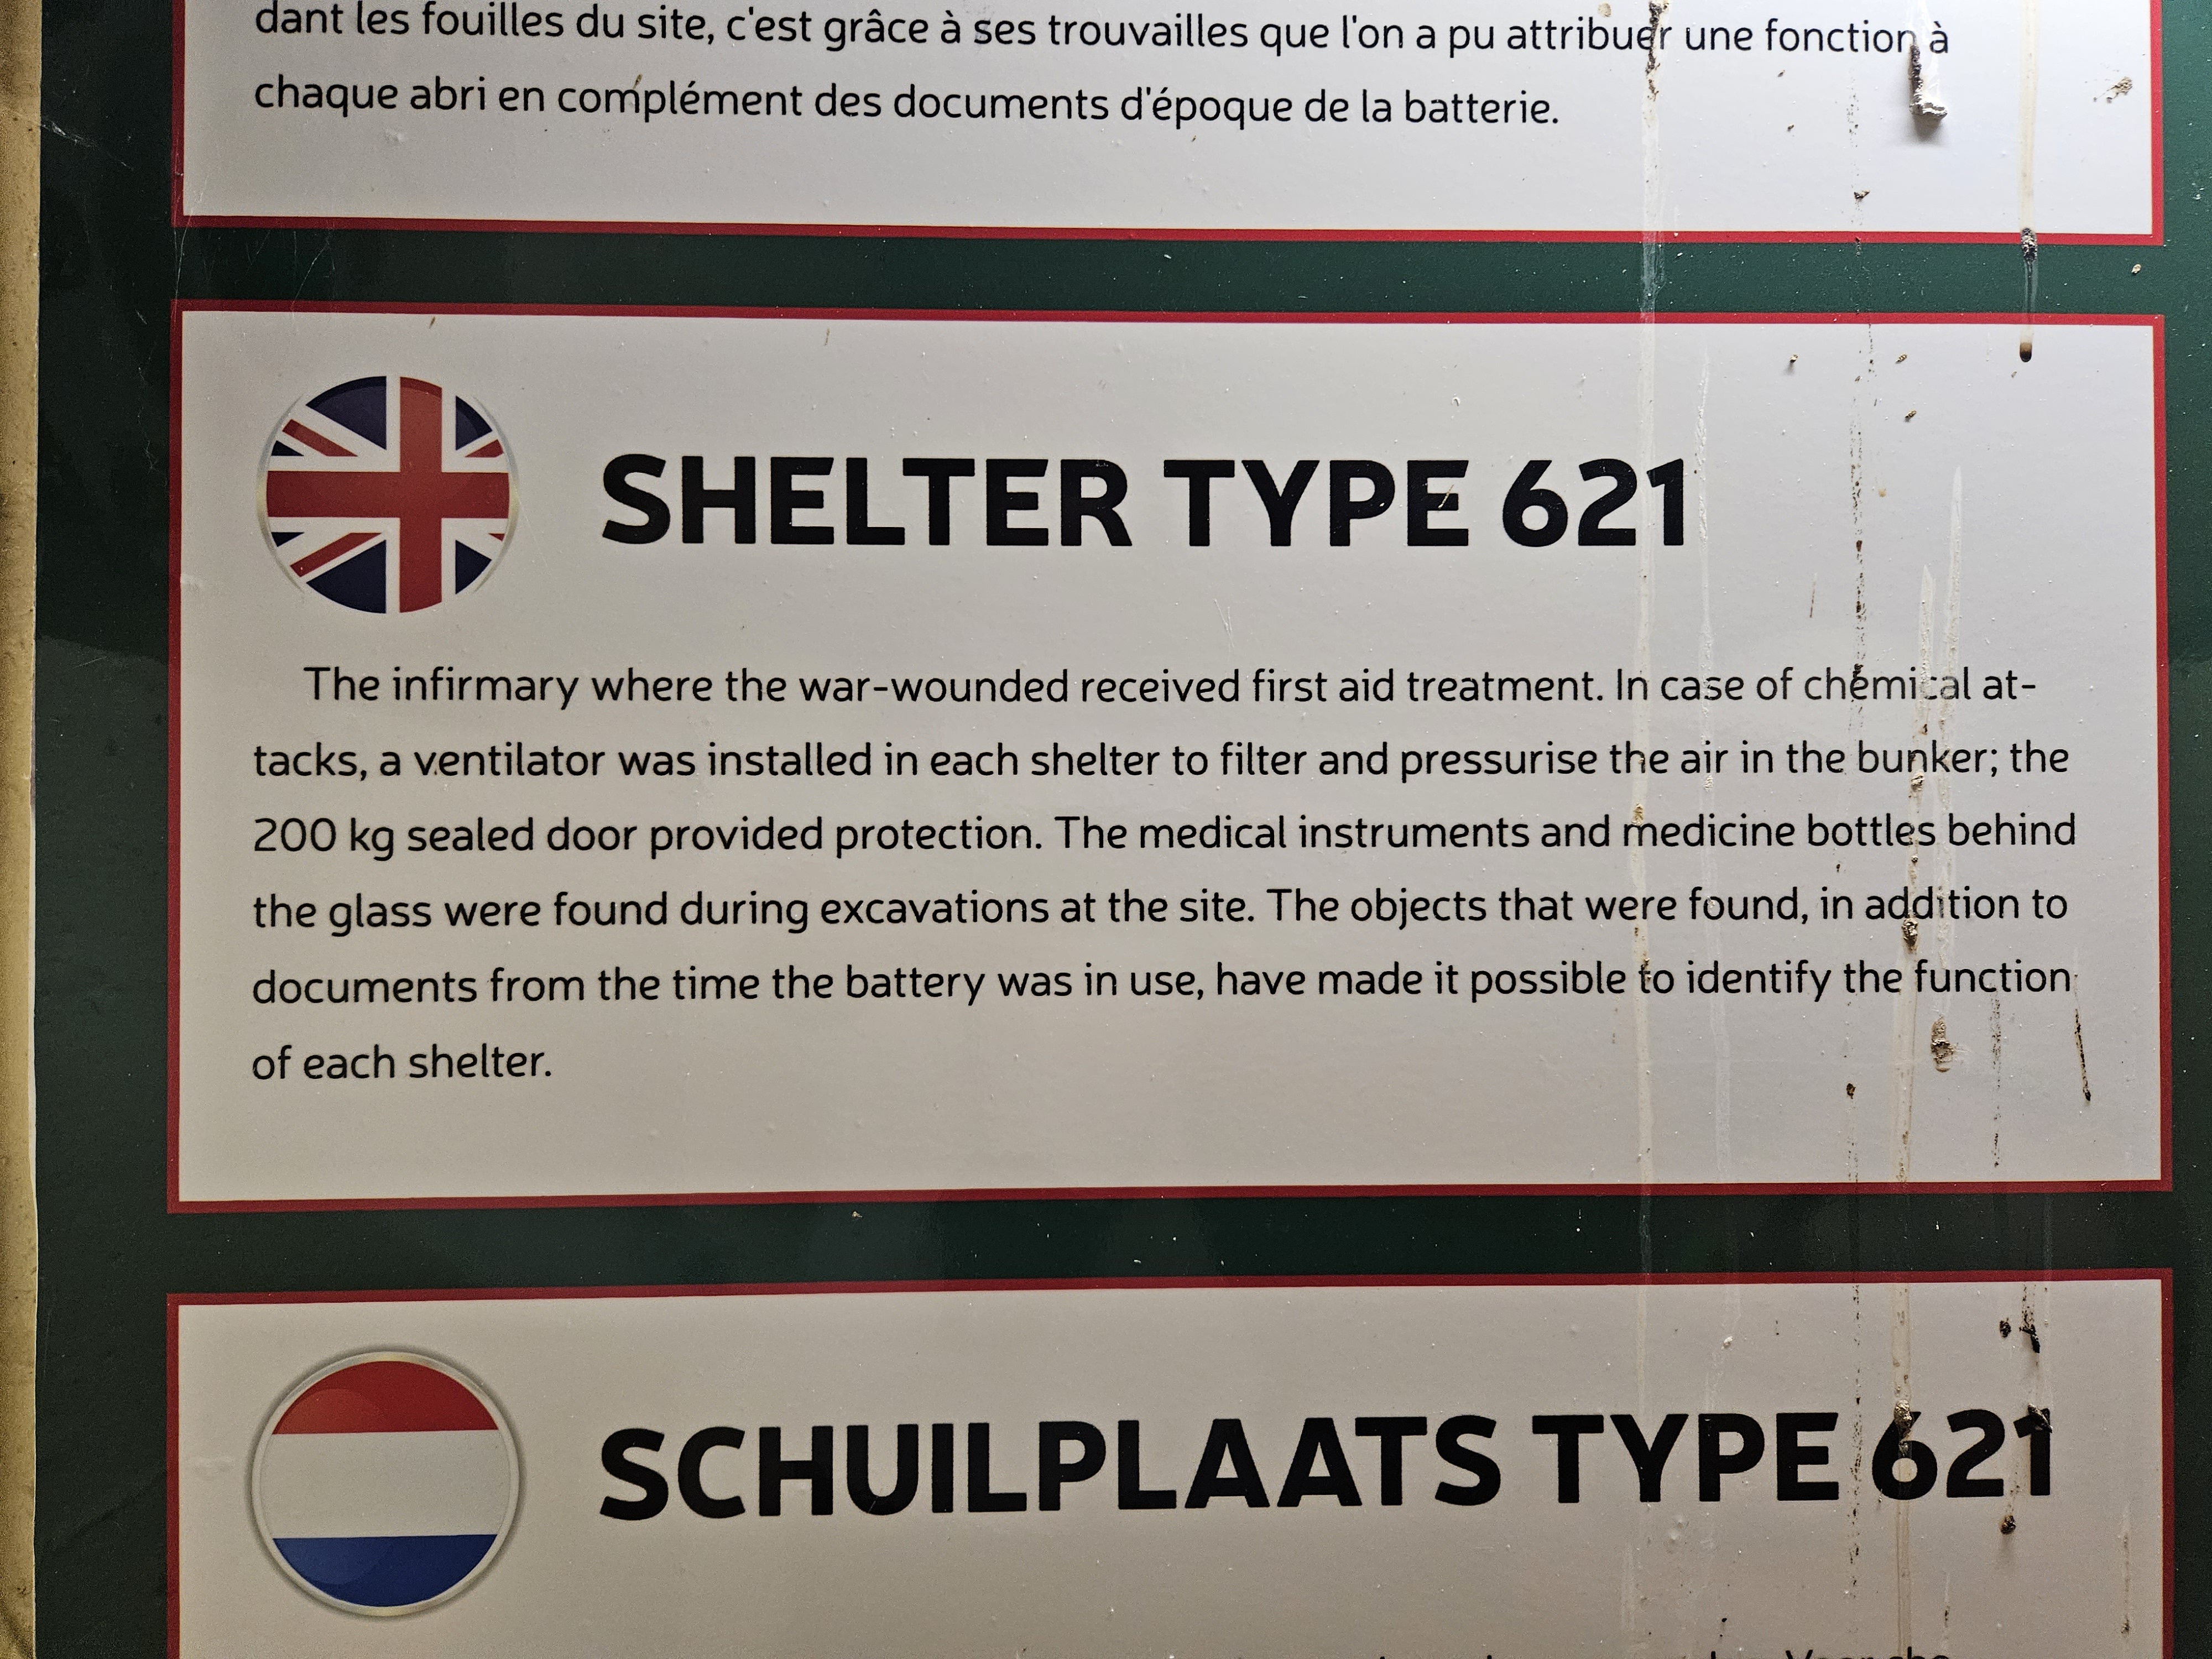 dant les fouilles du site, c'est grâce à ses trouvailles que l'on a pu attribuer une fonction à
chaque abri en complément des documents d'époque de la batterie.
SHELTER TYPE 621
The infirmary where the war-wounded received first aid treatment. In case of chemical at-
tacks, a ventilator was installed in each shelter to filter and pressurise the air in the bunker; the
200 kg sealed door provided protection. The medical instruments and medicine bottles behind
the glass were found during excavations at the site. The objects that were found, in addition to
documents from the time the battery was in use, have made it possible to identify the function
of each shelter.
SCHUILPLAATS TYPE 621